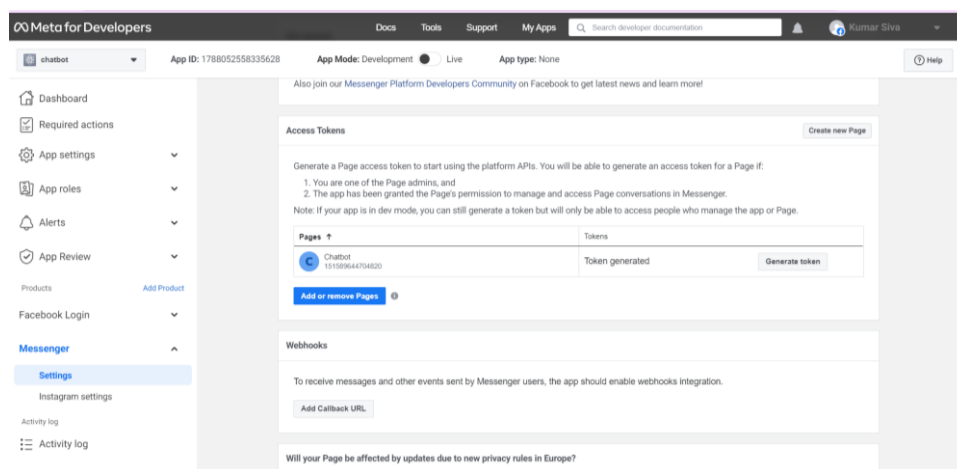 Meta for Developers
Docs Tools Support My Apps Search developer documentation Kumar Siva
chatbot App ID: 1788052558335628 App Mode: Development Live App type: None Help
Dashboard
Required actions
App settings
App roles
Alerts
App Review
Products Add Product
Facebook Login
Messenger
Settings
Instagram settings
Activity log
Activity log
Also join our Messenger Platform Developers Community on Facebook to get latest news and learn more!
Access Tokens Create new Page
Generate a Page access token to start using the platform APIs. You will be able to generate an access token for a Page if:
1. You are one of the Page admins, and
2. The app has been granted the Page's permission to manage and access Page conversations in Messenger.
Note: If your app is in dev mode, you can still generate a token but will only be able to access people who manage the app or Page.
Pages ↑ Tokens
C Chatbot Token generated Generate token
151589644704820
Add or remove Pages
Webhooks
To receive messages and other events sent by Messenger users, the app should enable webhooks integration.
Add Callback URL
Will your Page be affected by updates due to new privacy rules in Europe?